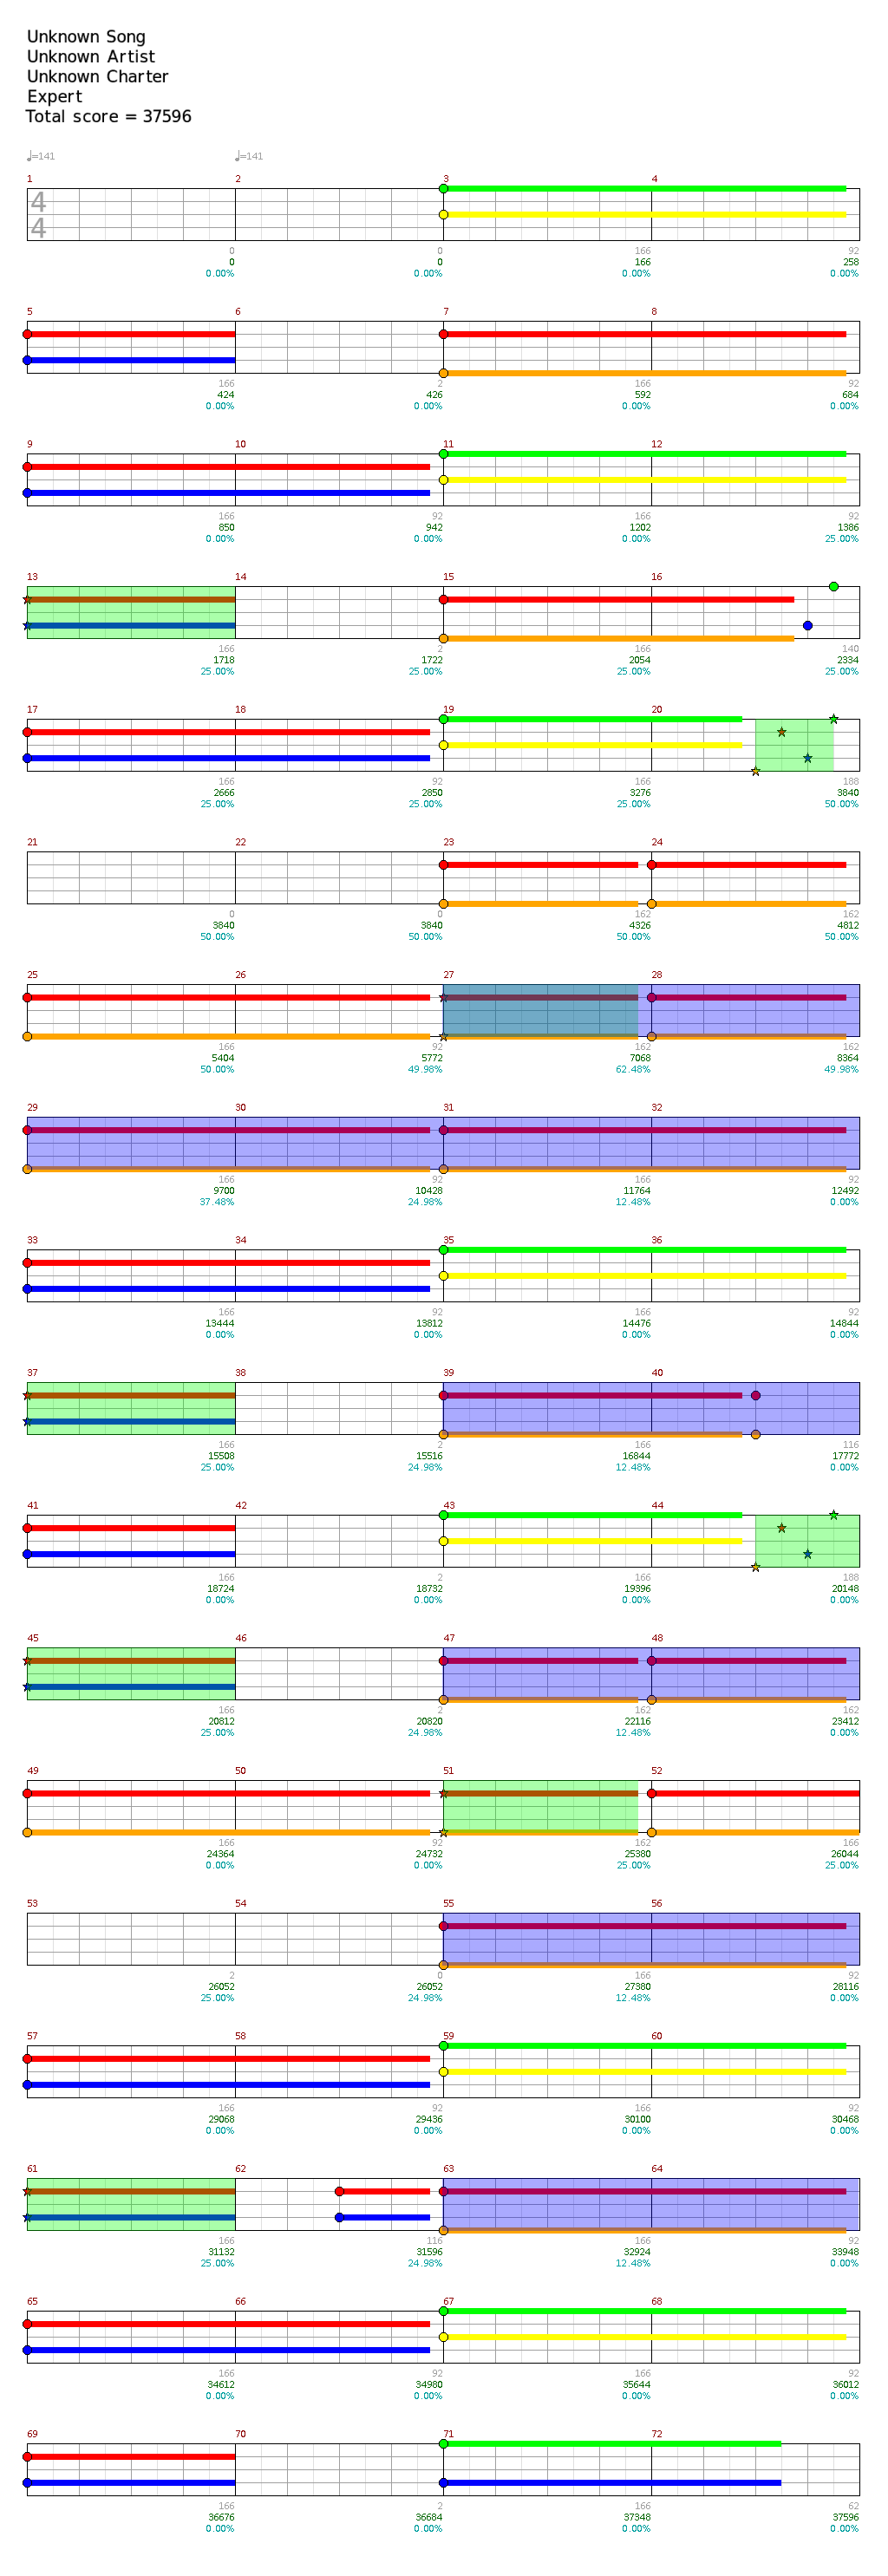 Unknown Song
Unknown Artist
Unknown Charter
Expert
Total score = 37596
♩=141 ♩=141
1 2 3 4
4
4
0 0 166 92
0 0 166 258
0.00% 0.00% 0.00% 0.00%
5 6 7 8
166 2 166 92
424 426 592 684
0.00% 0.00% 0.00% 0.00%
9 10 11 12
166 92 166 92
850 942 1202 1386
0.00% 0.00% 0.00% 25.00%
13 14 15 16
166 2 166 140
1718 1722 2054 2334
25.00% 25.00% 25.00% 25.00%
17 18 19 20
166 92 166 188
2666 2850 3276 3840
25.00% 25.00% 25.00% 50.00%
21 22 23 24
0 0 162 162
3840 3840 4326 4812
50.00% 50.00% 50.00% 50.00%
25 26 27 28
166 92 162 162
5404 5772 7068 8364
50.00% 49.98% 62.48% 49.98%
29 30 31 32
166 92 166 92
9700 10428 11764 12492
37.48% 24.98% 12.48% 0.00%
33 34 35 36
166 92 166 92
13444 13812 14476 14844
0.00% 0.00% 0.00% 0.00%
37 38 39 40
166 2 166 116
15508 15516 16844 17772
25.00% 24.98% 12.48% 0.00%
41 42 43 44
166 2 166 188
18724 18732 19396 20148
0.00% 0.00% 0.00% 0.00%
45 46 47 48
166 2 162 162
20812 20820 22116 23412
25.00% 24.98% 12.48% 0.00%
49 50 51 52
166 92 162 166
24364 24732 25380 26044
0.00% 0.00% 25.00% 25.00%
53 54 55 56
2 0 166 92
26052 26052 27380 28116
25.00% 24.98% 12.48% 0.00%
57 58 59 60
166 92 166 92
29068 29436 30100 30468
0.00% 0.00% 0.00% 0.00%
61 62 63 64
166 116 166 92
31132 31596 32924 33948
25.00% 24.98% 12.48% 0.00%
65 66 67 68
166 92 166 92
34612 34980 35644 36012
0.00% 0.00% 0.00% 0.00%
69 70 71 72
166 2 166 62
36676 36684 37348 37596
0.00% 0.00% 0.00% 0.00%